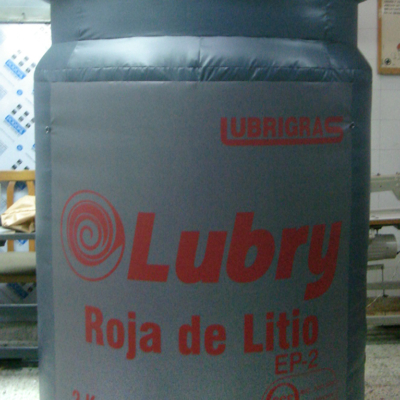 LUBRIGRAS
Lubry
Roja de Litio
EP-2